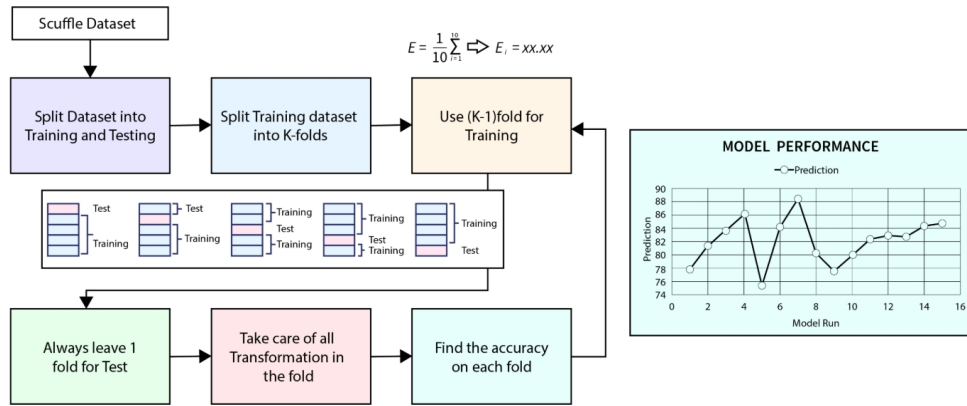 Scuffle Dataset
E = 1/10 10 Σ i=1 ⇨ E i = xx.xx
Split Dataset into
Training and Testing
Split Training dataset
into K-folds
Use (K-1)fold for
Training
Test
Training
Test
Training
Training
Test
Training
Training
Test
Training
Training
Test
Always leave 1
fold for Test
Take care of all
Transformation in
the fold
Find the accuracy
on each fold
MODEL PERFORMANCE
Prediction
Prediction
90
88
86
84
82
80
78
76
74
0 2 4 6 8 10 12 14 16
Model Run